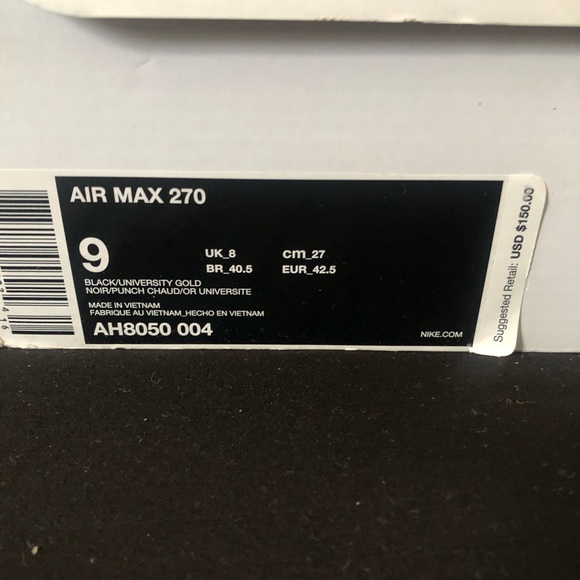 AIR MAX 270
9
UK_8 cm_27
BR_40.5 EUR_42.5
BLACK/UNIVERSITY GOLD
NOIR/PUNCH CHAUD/OR UNIVERSITE
MADE IN VIETNAM
FABRIQUE AU VIETNAM_HECHO EN VIETNAM
AH8050 004
NIKE.COM
Suggested Retail: USD $150.00